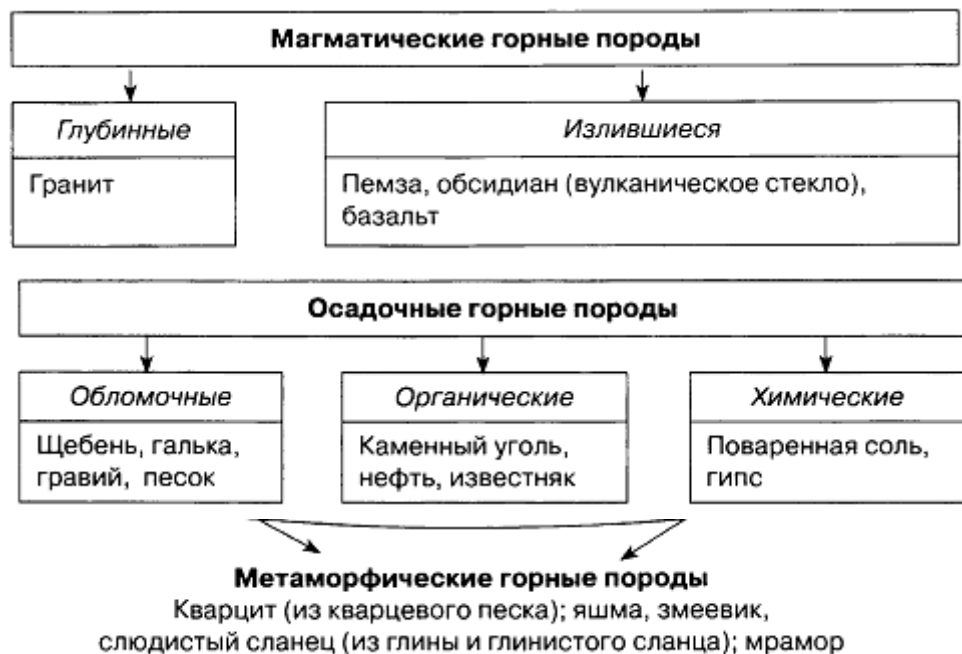 Магматические горные породы
Глубинные
Гранит
Излившиеся
Пемза, обсидиан (вулканическое стекло),
базальт
Осадочные горные породы
Обломочные
Щебень, галька,
гравий, песок
Органические
Каменный уголь,
нефть, известняк
Химические
Поваренная соль,
гипс
Метаморфические горные породы
Кварцит (из кварцевого песка); яшма, змеевик,
слюдистый сланец (из глины и глинистого сланца); мрамор